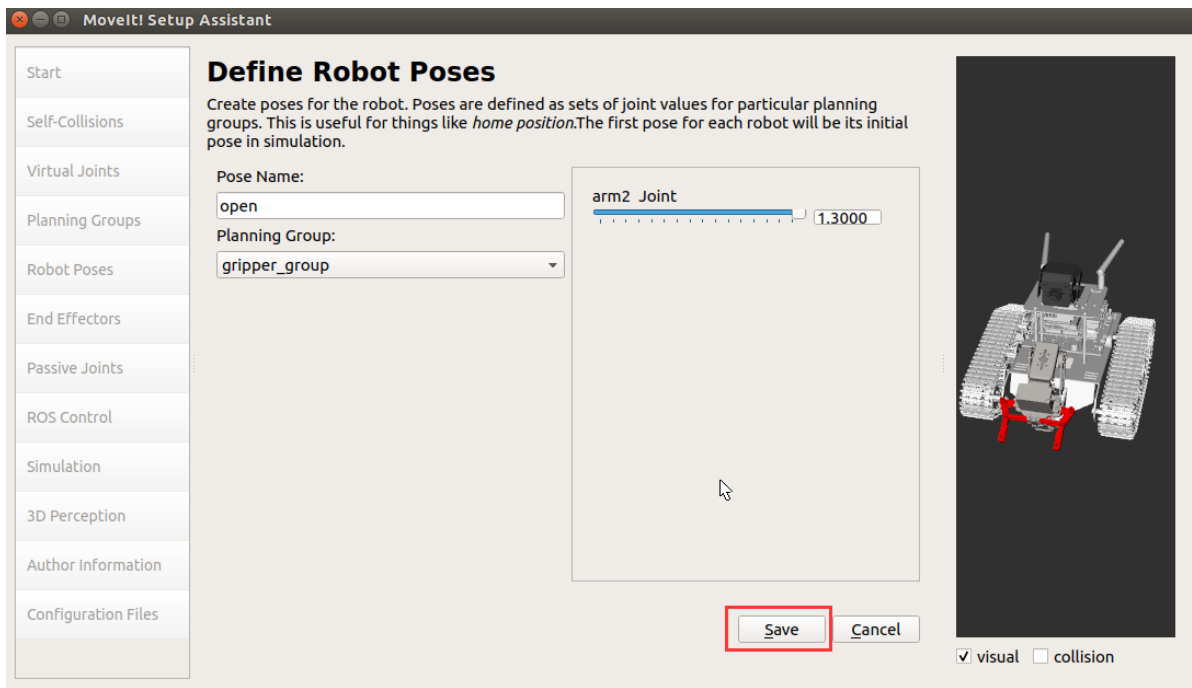 MoveIt! Setup Assistant
Start
Self-Collisions
Virtual Joints
Planning Groups
Robot Poses
End Effectors
Passive Joints
ROS Control
Simulation
3D Perception
Author Information
Configuration Files
Define Robot Poses
Create poses for the robot. Poses are defined as sets of joint values for particular planning
groups. This is useful for things like home position.The first pose for each robot will be its initial
pose in simulation.
Pose Name:
open
Planning Group:
gripper_group
arm2 Joint
1.3000
Save
Cancel
visual
collision